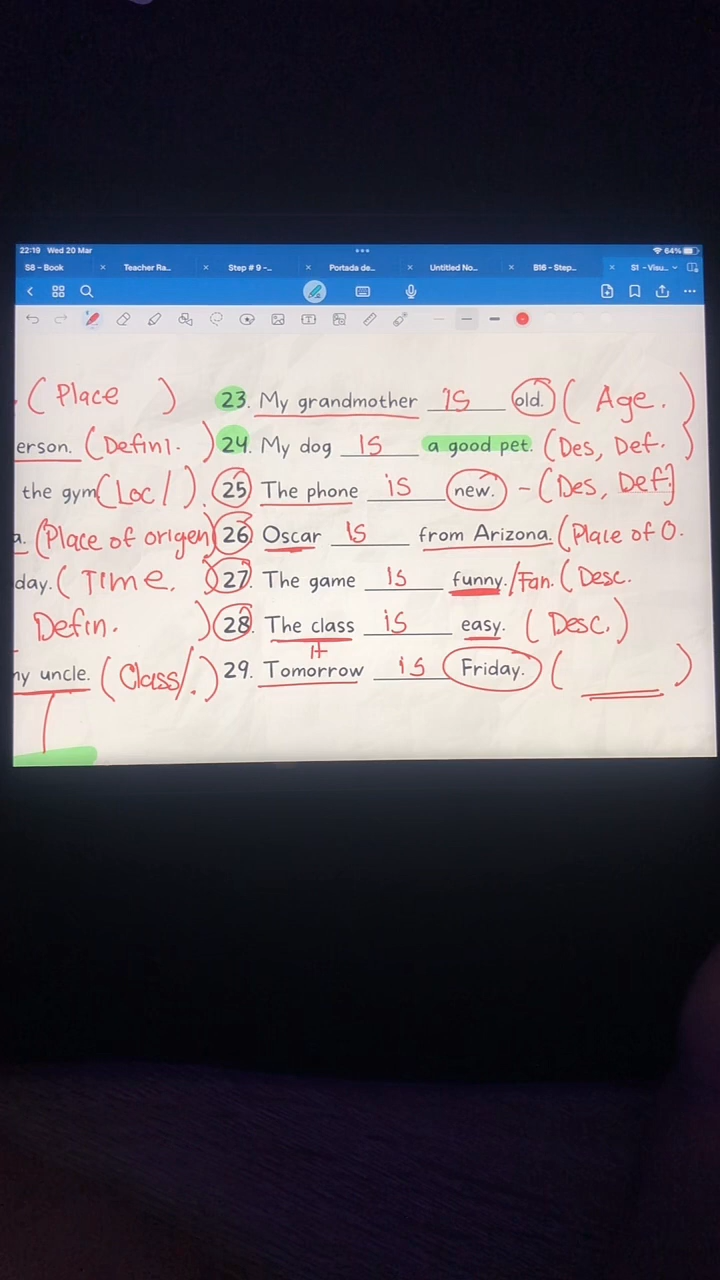 22:19 Wed 20 Mar 64%
S8 - Book × Teacher Ra... × Step # 9 -... × Portada de... × Untitled No... × B16 - Step... × S1 - Visu...
( Place ) 23. My grandmother is old. ( Age. )
erson. (Defini. ) 24. My dog is a good pet. (Des, Def. )
the gym (Loc/ ). 25. The phone is new. - (Des, Def.)
a. (Place of origen) 26. Oscar is from Arizona. (Place of O.
day. ( Time. ) 27. The game is funny. /Fan. ( Desc.
Defin. ) 28. The class is easy. ( Desc.)
It
ny uncle. ( Class/. ) 29. Tomorrow is Friday. ( ___ )